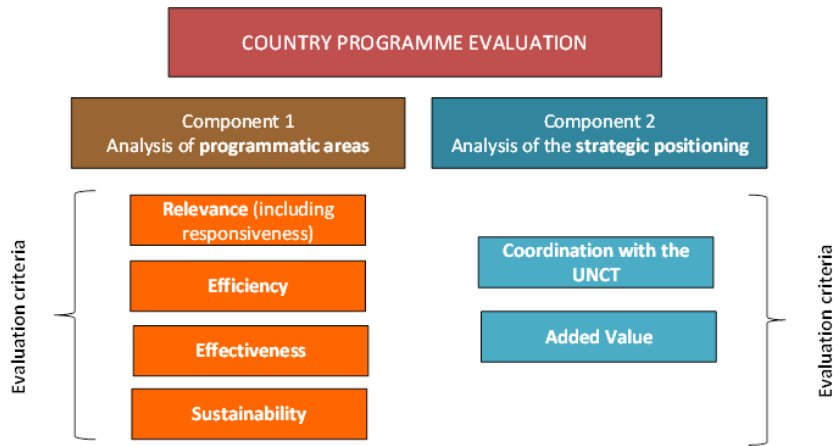 COUNTRY PROGRAMME EVALUATION
Component 1
Analysis of programmatic areas
Component 2
Analysis of the strategic positioning
Evaluation criteria
Relevance (including
responsiveness)
Efficiency
Effectiveness
Sustainability
Coordination with the
UNCT
Added Value
Evaluation criteria